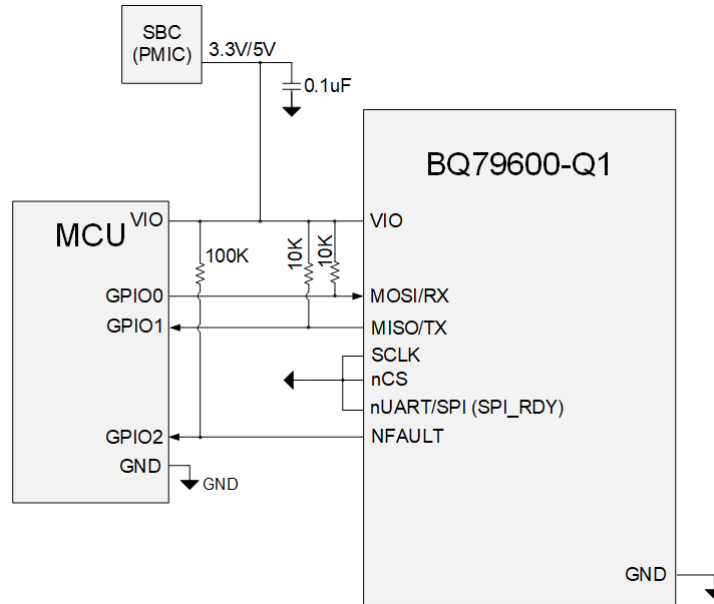 SBC
(PMIC)
3.3V/5V
0.1uF
BQ79600-Q1
MCU
VIO
VIO
100K
10K
10K
GPIO0
MOSI/RX
GPIO1
MISO/TX
SCLK
nCS
nUART/SPI (SPI_RDY)
GPIO2
NFAULT
GND
GND
GND